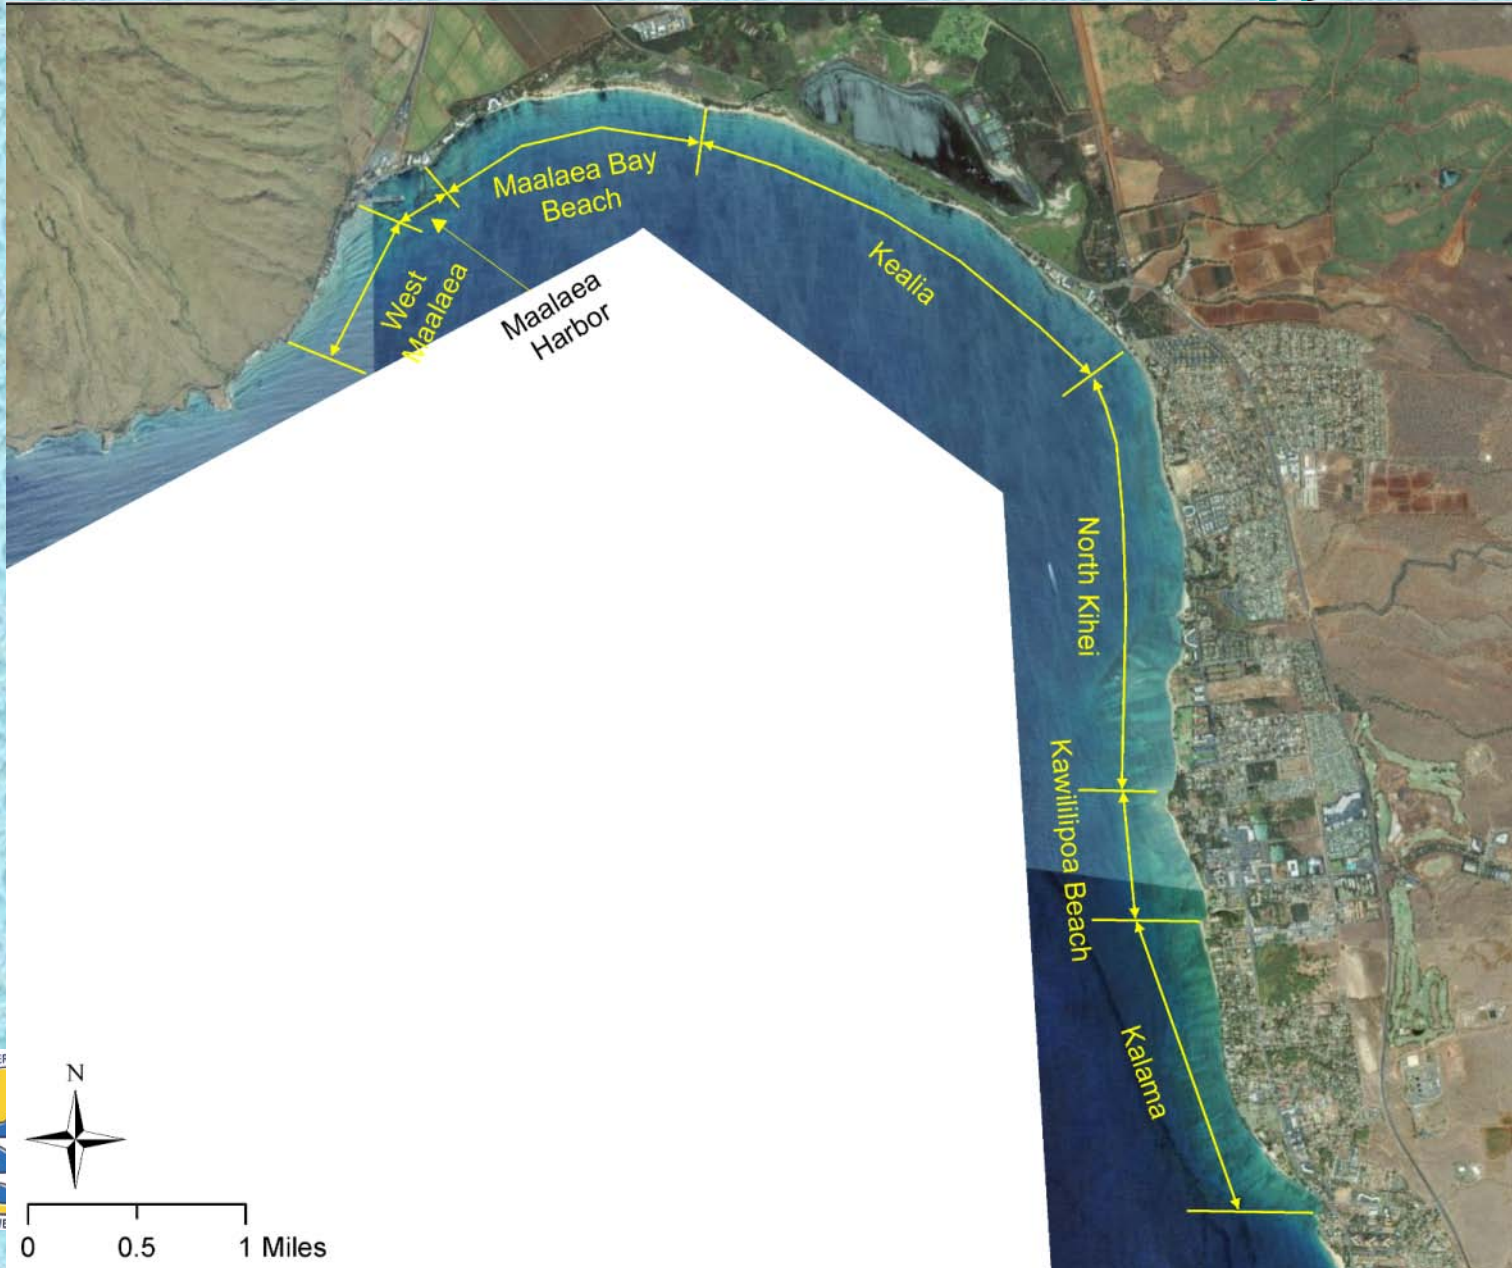 Maalaea Bay
Beach
West
Maalaea
Maalaea
Harbor
Kealia
North Kihei
Kawililipoa Beach
Kalama
N
0 0.5 1 Miles